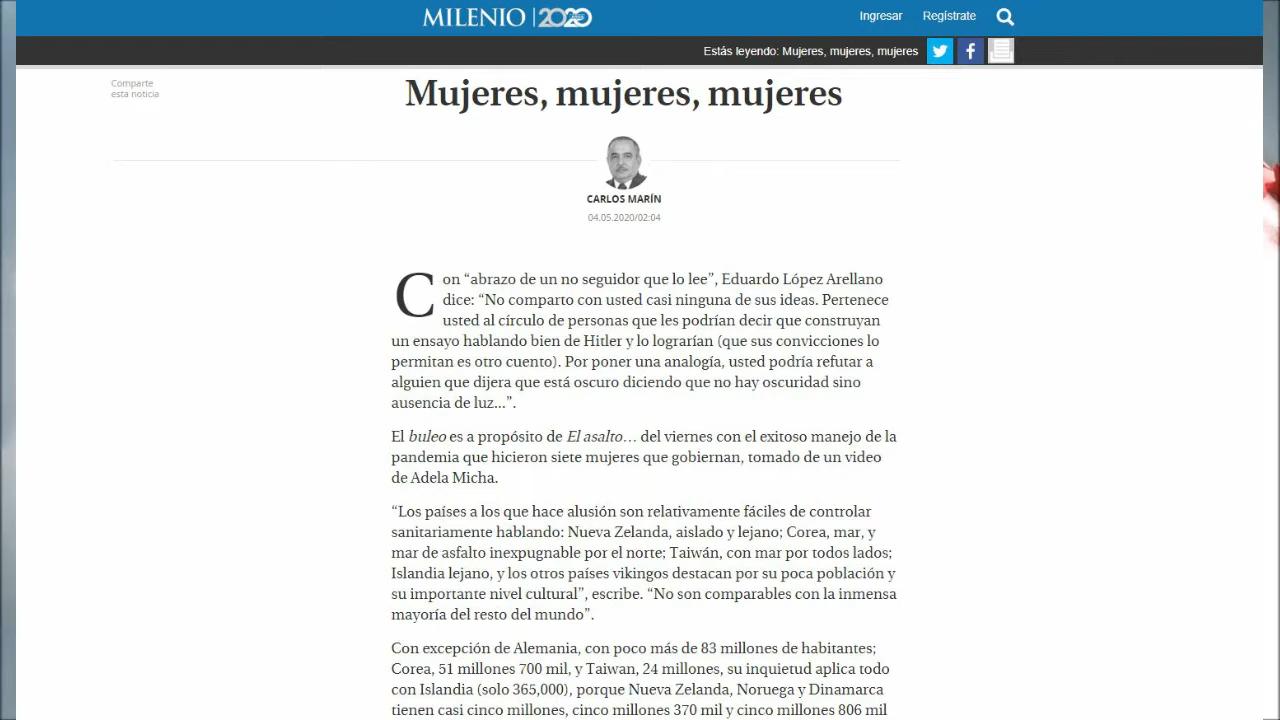 MILENIO | 2020
Ingresar
Regístrate
Estás leyendo: Mujeres, mujeres, mujeres
Comparte
esta noticia
Mujeres, mujeres, mujeres
CARLOS MARÍN
04.05.2020/02:04
Con “abrazo de un no seguidor que lo lee”, Eduardo López Arellano
dice: “No comparto con usted casi ninguna de sus ideas. Pertenece
usted al círculo de personas que les podrían decir que construyan
un ensayo hablando bien de Hitler y lo lograrían (que sus convicciones lo
permitan es otro cuento). Por poner una analogía, usted podría refutar a
alguien que dijera que está oscuro diciendo que no hay oscuridad sino
ausencia de luz...”.
El buleo es a propósito de El asalto… del viernes con el exitoso manejo de la
pandemia que hicieron siete mujeres que gobiernan, tomado de un video
de Adela Micha.
“Los países a los que hace alusión son relativamente fáciles de controlar
sanitariamente hablando: Nueva Zelanda, aislado y lejano; Corea, mar, y
mar de asfalto inexpugnable por el norte; Taiwán, con mar por todos lados;
Islandia lejano, y los otros países vikingos destacan por su poca población y
su importante nivel cultural”, escribe. “No son comparables con la inmensa
mayoría del resto del mundo”.
Con excepción de Alemania, con poco más de 83 millones de habitantes;
Corea, 51 millones 700 mil, y Taiwan, 24 millones, su inquietud aplica todo
con Islandia (solo 365,000), porque Nueva Zelanda, Noruega y Dinamarca
tienen casi cinco millones, cinco millones 370 mil y cinco millones 806 mil